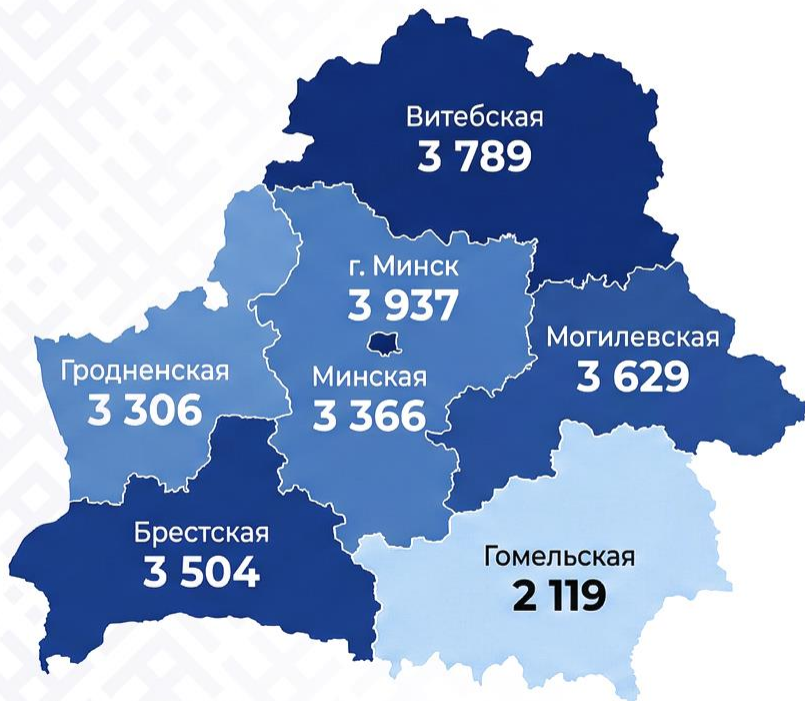 Витебская
3 789
г. Минск
3 937
Могилевская
3 629
Гродненская
3 306
Минская
3 366
Брестская
3 504
Гомельская
2 119